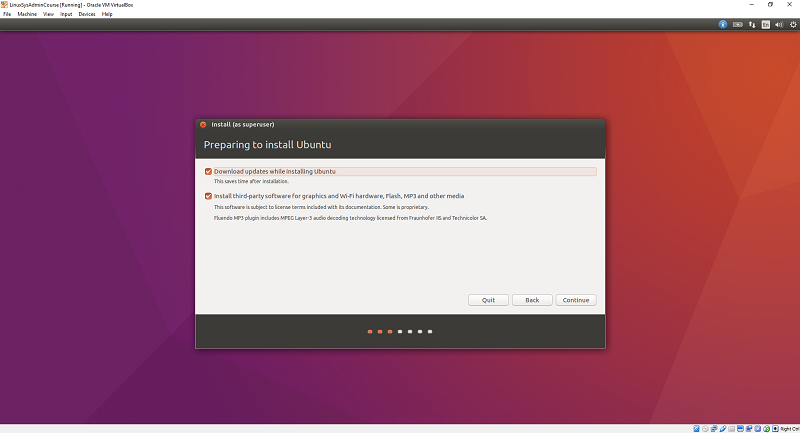 LinuxSysAdminCourse [Running] - Oracle VM VirtualBox
File Machine View Input Devices Help
En
Install (as superuser)
Preparing to install Ubuntu
Download updates while installing Ubuntu
This saves time after installation.
Install third-party software for graphics and Wi-Fi hardware, Flash, MP3 and other media
This software is subject to license terms included with its documentation. Some is proprietary.
Fluendo MP3 plugin includes MPEG Layer-3 audio decoding technology licensed from Fraunhofer IIS and Technicolor SA.
Quit Back Continue
Right Ctrl